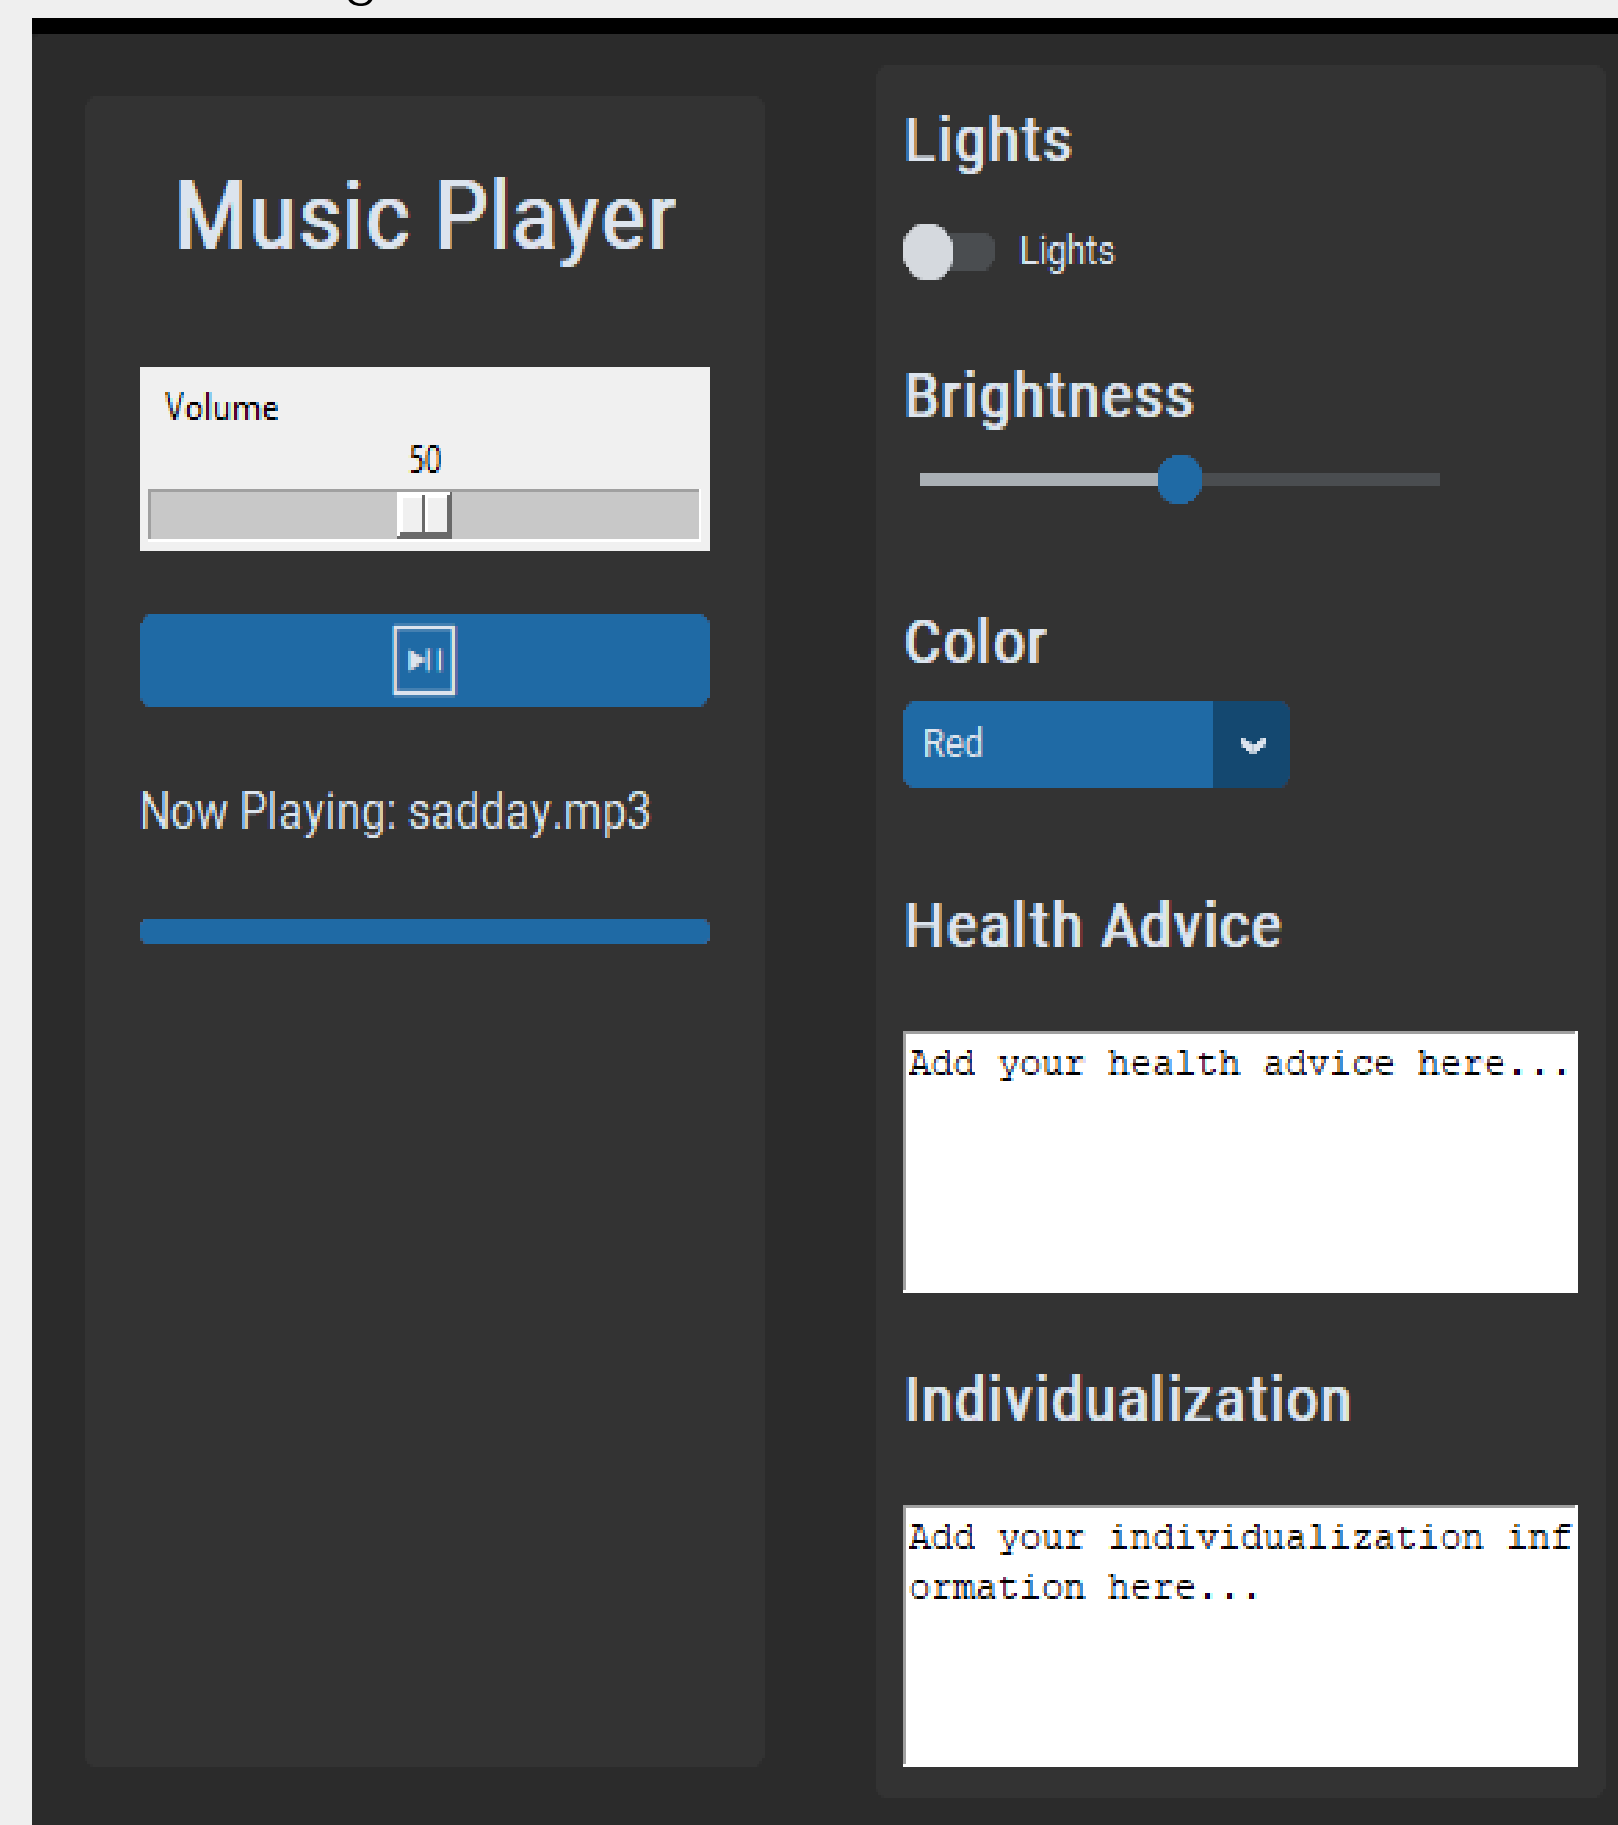 Music Player
Volume
50
Now Playing: sadday.mp3
Lights
Lights
Brightness
Color
Red
Health Advice
Add your health advice here...
Individualization
Add your individualization inf
ormation here...